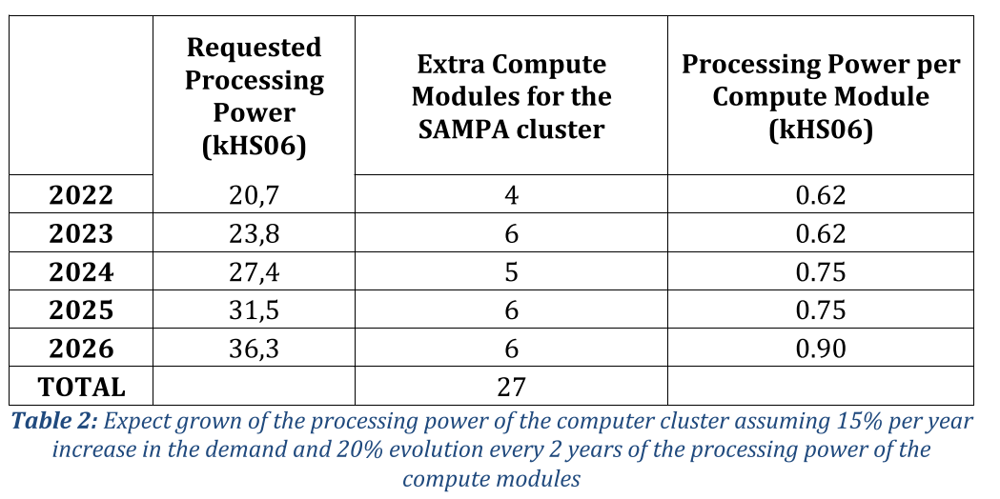 Requested Processing Power (kHS06) Extra Compute Modules for the SAMPA cluster Processing Power per Compute Module (kHS06)
2022 20,7 4 0.62
2023 23,8 6 0.62
2024 27,4 5 0.75
2025 31,5 6 0.75
2026 36,3 6 0.90
TOTAL 27
Table 2: Expect grown of the processing power of the computer cluster assuming 15% per year
increase in the demand and 20% evolution every 2 years of the processing power of the
compute modules